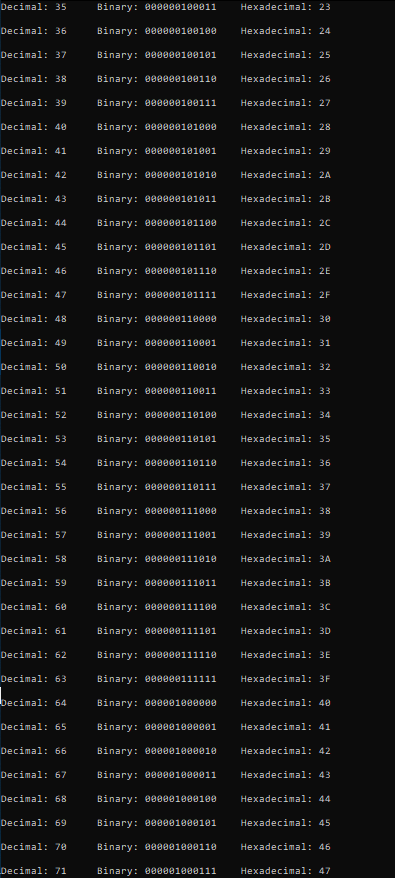 Decimal: 35 Binary: 000000100011 Hexadecimal: 23
Decimal: 36 Binary: 000000100100 Hexadecimal: 24
Decimal: 37 Binary: 000000100101 Hexadecimal: 25
Decimal: 38 Binary: 000000100110 Hexadecimal: 26
Decimal: 39 Binary: 000000100111 Hexadecimal: 27
Decimal: 40 Binary: 000000101000 Hexadecimal: 28
Decimal: 41 Binary: 000000101001 Hexadecimal: 29
Decimal: 42 Binary: 000000101010 Hexadecimal: 2A
Decimal: 43 Binary: 000000101011 Hexadecimal: 2B
Decimal: 44 Binary: 000000101100 Hexadecimal: 2C
Decimal: 45 Binary: 000000101101 Hexadecimal: 2D
Decimal: 46 Binary: 000000101110 Hexadecimal: 2E
Decimal: 47 Binary: 000000101111 Hexadecimal: 2F
Decimal: 48 Binary: 000000110000 Hexadecimal: 30
Decimal: 49 Binary: 000000110001 Hexadecimal: 31
Decimal: 50 Binary: 000000110010 Hexadecimal: 32
Decimal: 51 Binary: 000000110011 Hexadecimal: 33
Decimal: 52 Binary: 000000110100 Hexadecimal: 34
Decimal: 53 Binary: 000000110101 Hexadecimal: 35
Decimal: 54 Binary: 000000110110 Hexadecimal: 36
Decimal: 55 Binary: 000000110111 Hexadecimal: 37
Decimal: 56 Binary: 000000111000 Hexadecimal: 38
Decimal: 57 Binary: 000000111001 Hexadecimal: 39
Decimal: 58 Binary: 000000111010 Hexadecimal: 3A
Decimal: 59 Binary: 000000111011 Hexadecimal: 3B
Decimal: 60 Binary: 000000111100 Hexadecimal: 3C
Decimal: 61 Binary: 000000111101 Hexadecimal: 3D
Decimal: 62 Binary: 000000111110 Hexadecimal: 3E
Decimal: 63 Binary: 000000111111 Hexadecimal: 3F
Decimal: 64 Binary: 000001000000 Hexadecimal: 40
Decimal: 65 Binary: 000001000001 Hexadecimal: 41
Decimal: 66 Binary: 000001000010 Hexadecimal: 42
Decimal: 67 Binary: 000001000011 Hexadecimal: 43
Decimal: 68 Binary: 000001000100 Hexadecimal: 44
Decimal: 69 Binary: 000001000101 Hexadecimal: 45
Decimal: 70 Binary: 000001000110 Hexadecimal: 46
Decimal: 71 Binary: 000001000111 Hexadecimal: 47